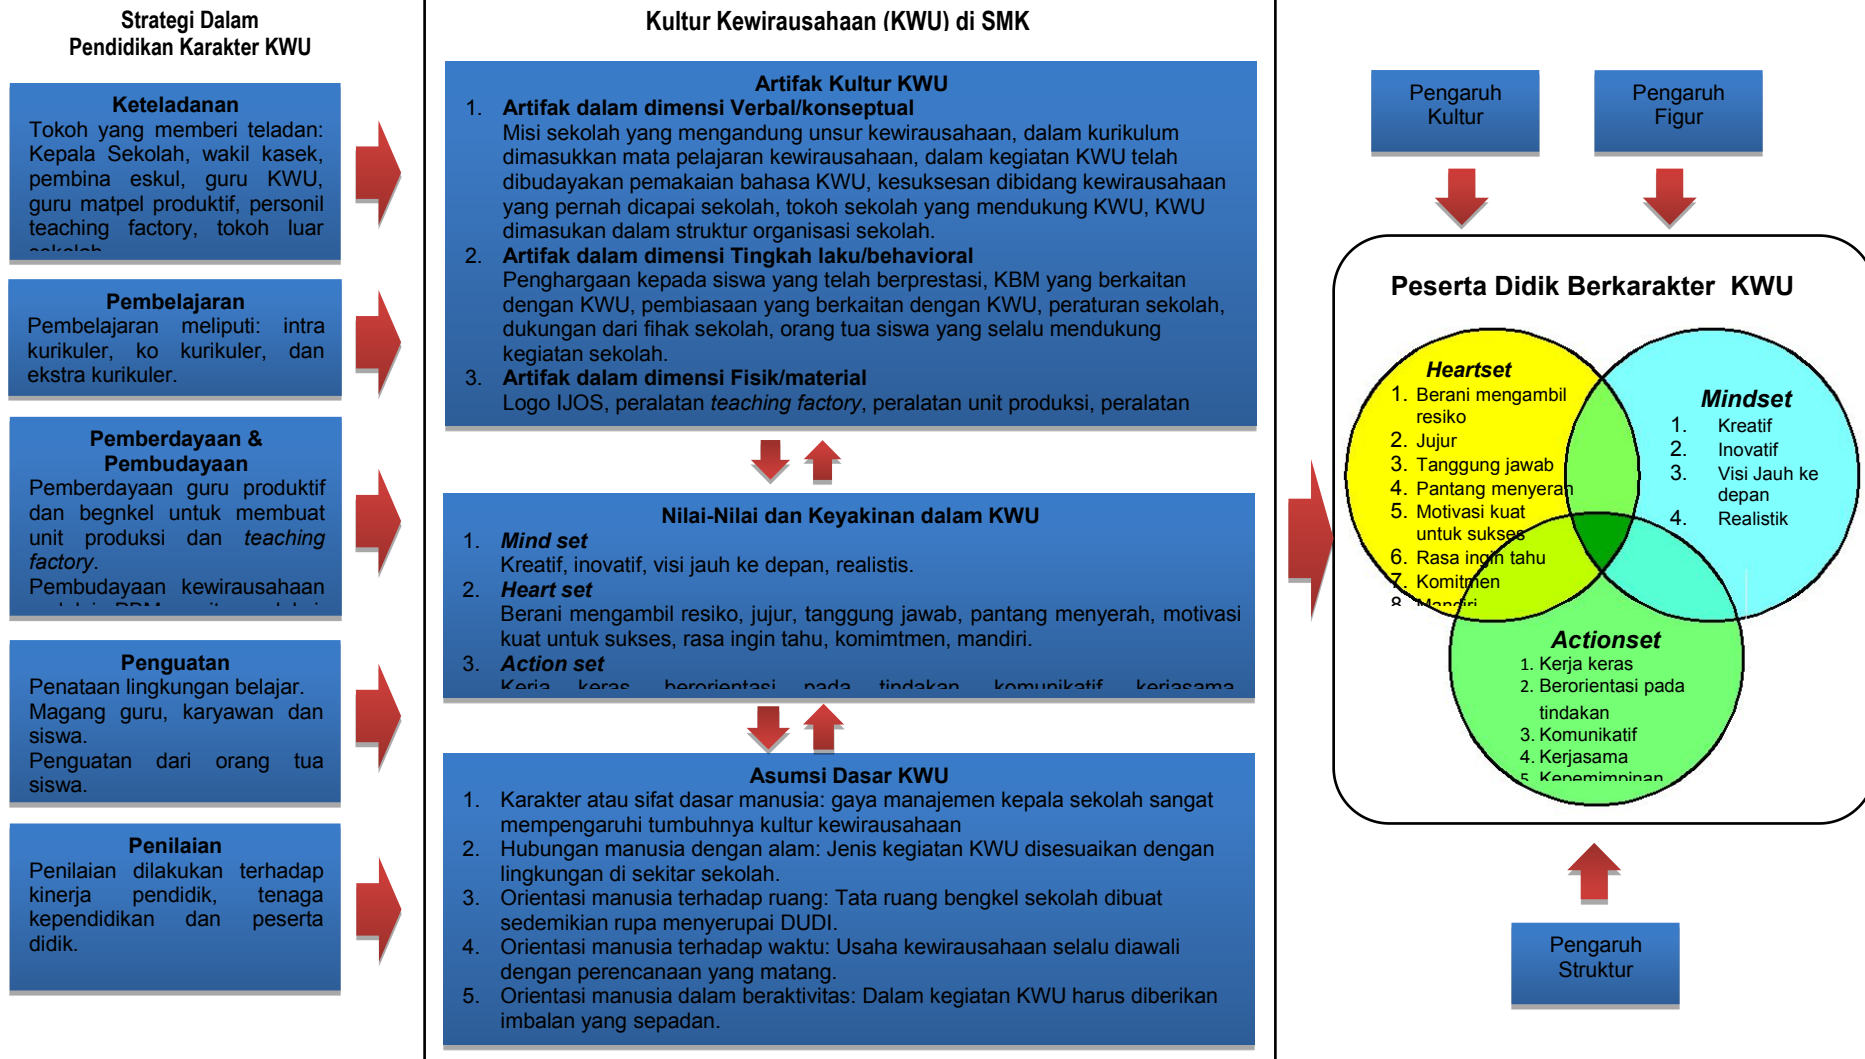 Strategi Dalam
Pendidikan Karakter KWU
Keteladanan
Tokoh yang memberi teladan:
Kepala Sekolah, wakil kasek,
pembina eskul, guru KWU,
guru matpel produktif, personil
teaching factory, tokoh luar
sekolah
Pembelajaran
Pembelajaran meliputi: intra
kurikuler, ko kurikuler, dan
ekstra kurikuler.
Pemberdayaan &
Pembudayaan
Pemberdayaan guru produktif
dan begnkel untuk membuat
unit produksi dan teaching
factory.
Pembudayaan kewirausahaan
Penguatan
Penataan lingkungan belajar.
Magang guru, karyawan dan
siswa.
Penguatan dari orang tua
siswa.
Penilaian
Penilaian dilakukan terhadap
kinerja pendidik, tenaga
kependidikan dan peserta
didik.
Kultur Kewirausahaan (KWU) di SMK
Artifak Kultur KWU
1. Artifak dalam dimensi Verbal/konseptual
Misi sekolah yang mengandung unsur kewirausahaan, dalam kurikulum
dimasukkan mata pelajaran kewirausahaan, dalam kegiatan KWU telah
dibudayakan pemakaian bahasa KWU, kesuksesan dibidang kewirausahaan
yang pernah dicapai sekolah, tokoh sekolah yang mendukung KWU, KWU
dimasukan dalam struktur organisasi sekolah.
2. Artifak dalam dimensi Tingkah laku/behavioral
Penghargaan kepada siswa yang telah berprestasi, KBM yang berkaitan
dengan KWU, pembiasaan yang berkaitan dengan KWU, peraturan sekolah,
dukungan dari fihak sekolah, orang tua siswa yang selalu mendukung
kegiatan sekolah.
3. Artifak dalam dimensi Fisik/material
Logo IJOS, peralatan teaching factory, peralatan unit produksi, peralatan
Nilai-Nilai dan Keyakinan dalam KWU
1. Mind set
Kreatif, inovatif, visi jauh ke depan, realistis.
2. Heart set
Berani mengambil resiko, jujur, tanggung jawab, pantang menyerah, motivasi
kuat untuk sukses, rasa ingin tahu, komimtmen, mandiri.
3. Action set
Kerja keras, berorientasi pada tindakan, komunikatif, kerjasama,
Asumsi Dasar KWU
1. Karakter atau sifat dasar manusia: gaya manajemen kepala sekolah sangat
mempengaruhi tumbuhnya kultur kewirausahaan
2. Hubungan manusia dengan alam: Jenis kegiatan KWU disesuaikan dengan
lingkungan di sekitar sekolah.
3. Orientasi manusia terhadap ruang: Tata ruang bengkel sekolah dibuat
sedemikian rupa menyerupai DUDI.
4. Orientasi manusia terhadap waktu: Usaha kewirausahaan selalu diawali
dengan perencanaan yang matang.
5. Orientasi manusia dalam beraktivitas: Dalam kegiatan KWU harus diberikan
imbalan yang sepadan.
Pengaruh
Kultur
Pengaruh
Figur
Peserta Didik Berkarakter KWU
Heartset
1. Berani mengambil
resiko
2. Jujur
3. Tanggung jawab
4. Pantang menyerah
5. Motivasi kuat
untuk sukses
6. Rasa ingin tahu
7. Komitmen
8. Mandiri
Mindset
1. Kreatif
2. Inovatif
3. Visi Jauh ke
depan
4. Realistik
Actionset
1. Kerja keras
2. Berorientasi pada
tindakan
3. Komunikatif
4. Kerjasama
5. Kepemimpinan
Pengaruh
Struktur